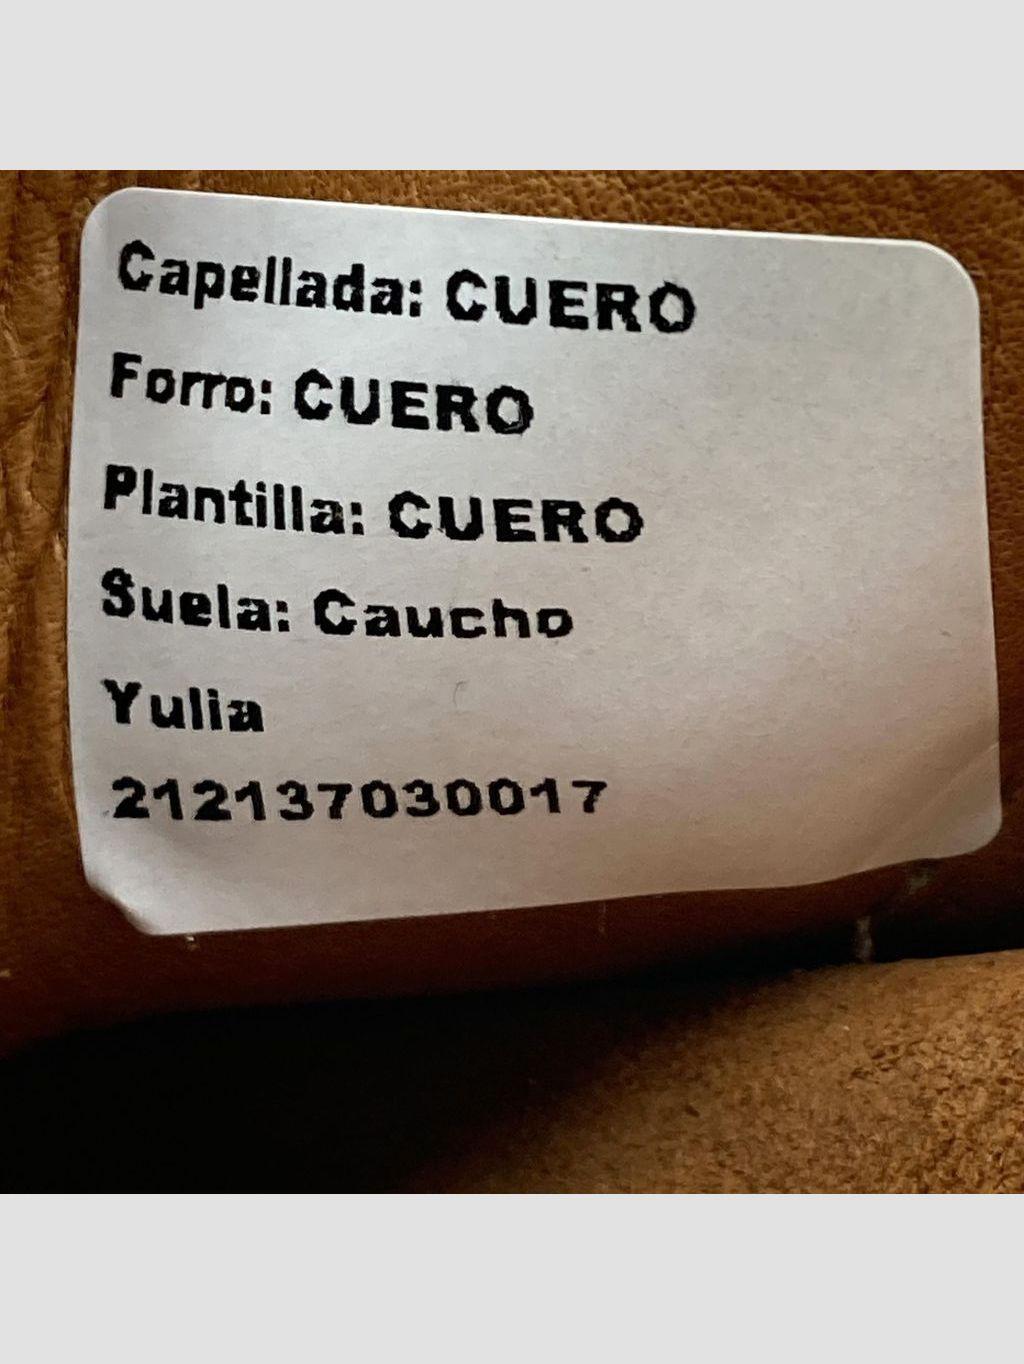 Capellada: CUERO
Forro: CUERO
Plantilla: CUERO
Suela: Caucho
Yulia
212137030017